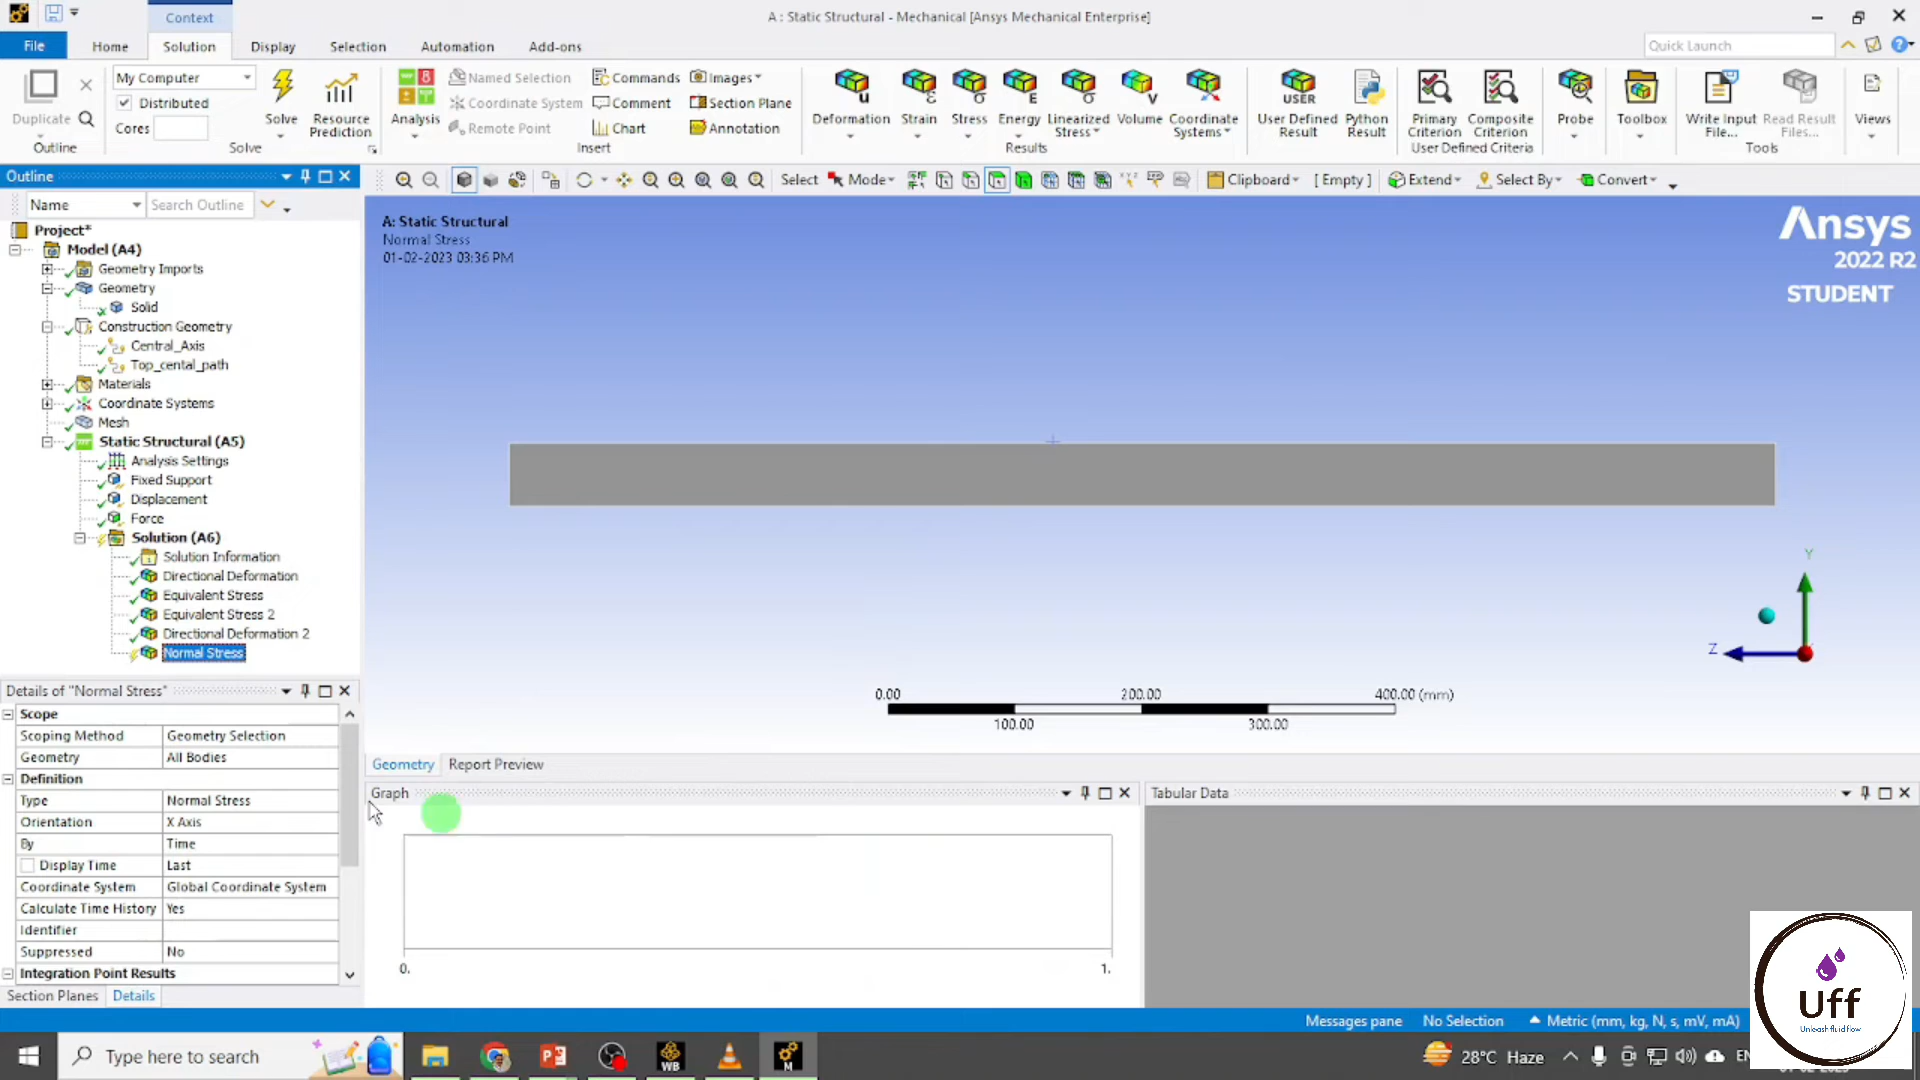 Context
A : Static Structural - Mechanical [Ansys Mechanical Enterprise]
File
Home
Solution
Display
Selection
Automation
Add-ons
Quick Launch
Duplicate
Outline
My Computer
Distributed
Cores
Solve
Resource
Prediction
Solve
Analysis
Named Selection
Coordinate System
Remote Point
Commands
Comment
Chart
Images
Section Plane
Annotation
Insert
Deformation
Strain
Stress
Energy
Linearized
Stress
Volume
Coordinate
Systems
Results
User Defined
Result
Python
Result
Primary
Criterion
Composite
Criterion
User Defined Criteria
Probe
Toolbox
Write Input
File...
Read Result
Files...
Tools
Views
Outline
Name
Search Outline
Select
Mode
Clipboard
[ Empty ]
Extend
Select By
Convert
Project*
Model (A4)
Geometry Imports
Geometry
Solid
Construction Geometry
Central_Axis
Top_cental_path
Materials
Coordinate Systems
Mesh
Static Structural (A5)
Analysis Settings
Fixed Support
Displacement
Force
Solution (A6)
Solution Information
Directional Deformation
Equivalent Stress
Equivalent Stress 2
Directional Deformation 2
Normal Stress
A: Static Structural
Normal Stress
01-02-2023 03:36 PM
Ansys
2022 R2
STUDENT
Y
Z
0.00
200.00
400.00 (mm)
100.00
300.00
Details of "Normal Stress"
Scope
Scoping Method Geometry Selection
Geometry All Bodies
Definition
Type Normal Stress
Orientation X Axis
By Time
Display Time Last
Coordinate System Global Coordinate System
Calculate Time History Yes
Identifier
Suppressed No
Integration Point Results
Section Planes
Details
Geometry
Report Preview
Graph
0.
1.
Tabular Data
Messages pane
No Selection
Metric (mm, kg, N, s, mV, mA)
Uff
Unleash fluid flow
Type here to search
WB
M
28°C Haze